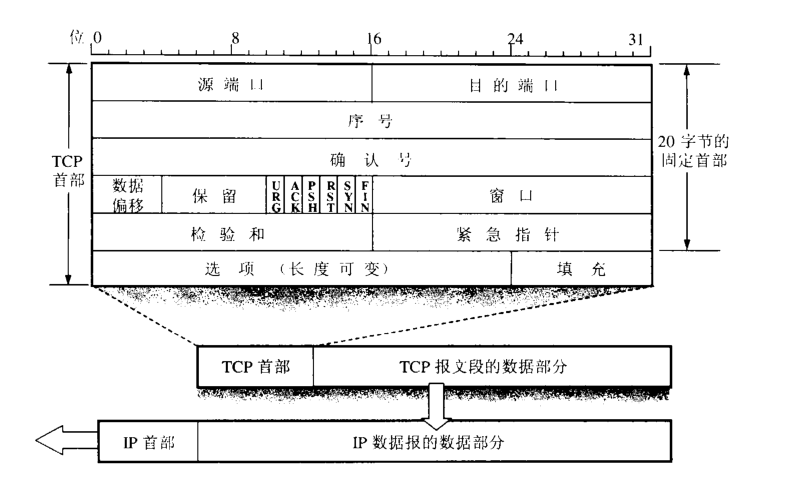 位 0 8 16 24 31
源端口 目的端口
序号
TCP 首部
确认号
20 字节的固定首部
数据偏移 保留 URG ACK PSH RST SYN FIN 窗口
检验和 紧急指针
选项（长度可变） 填充
TCP 首部 TCP 报文段的数据部分
IP 首部 IP 数据报的数据部分